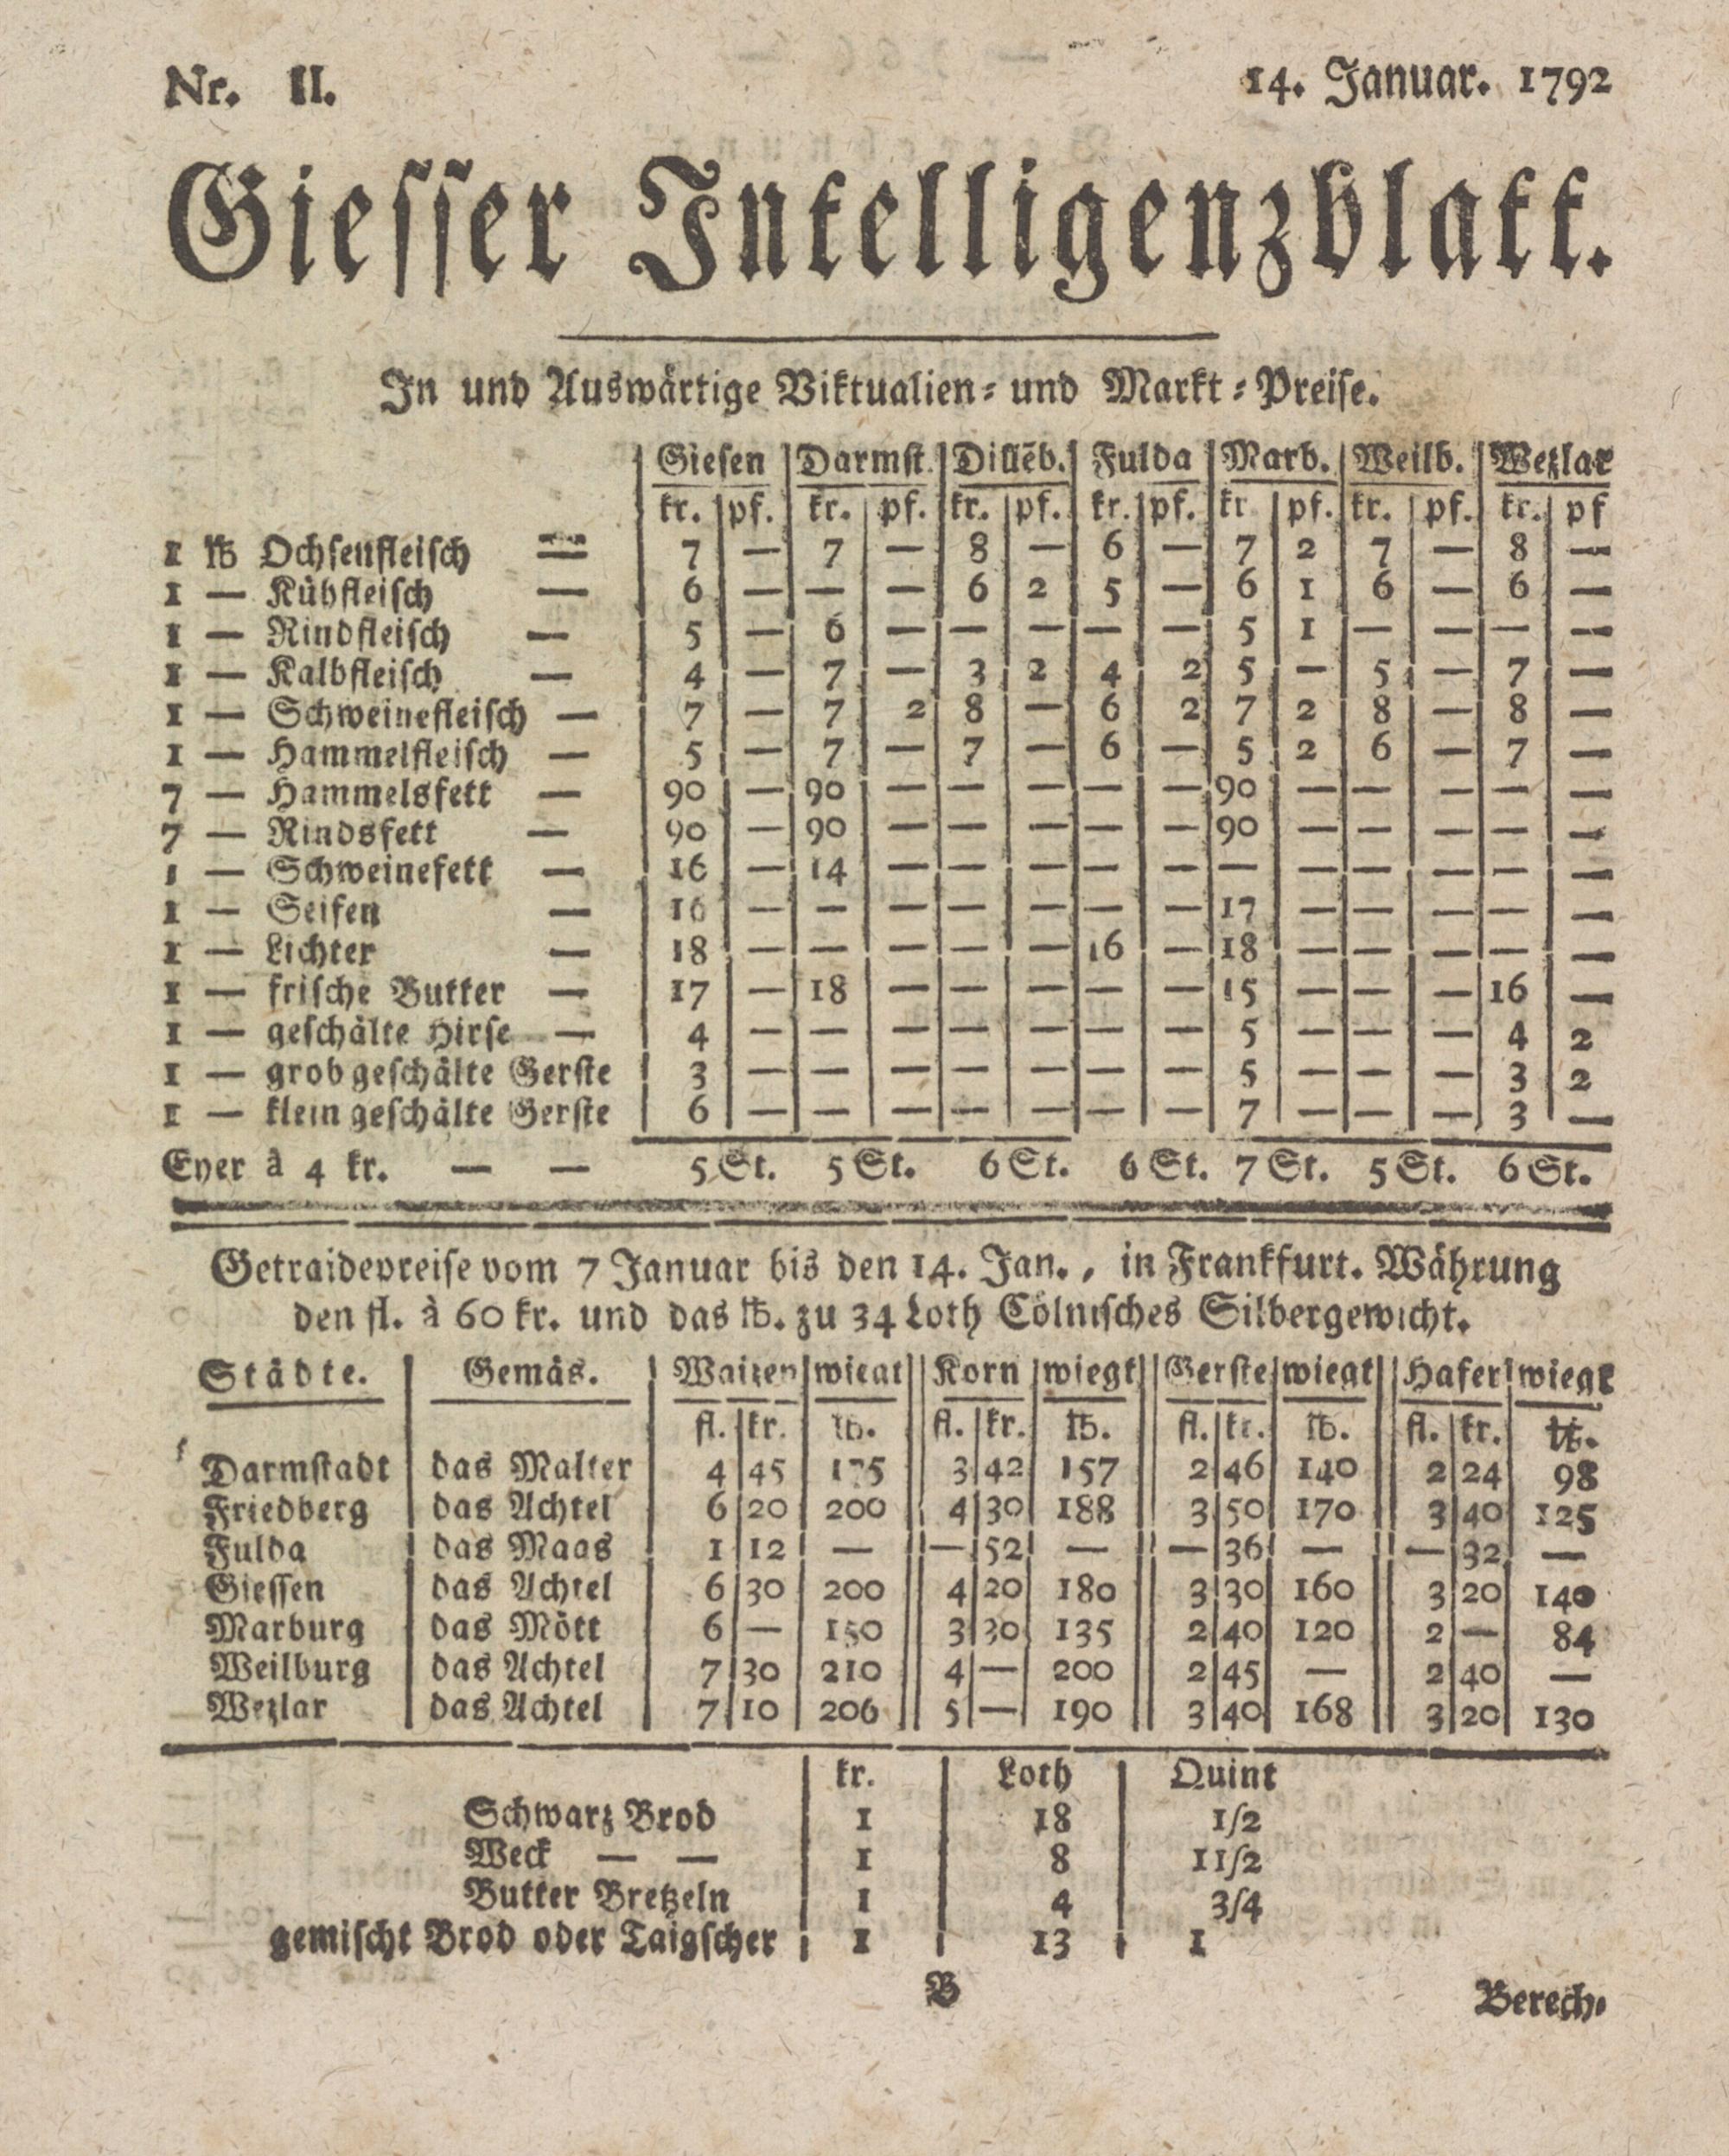 Nr. II. 14. Januar. 1792
Giesser Intelligenzblatt.
In und Auswärtige Viktualien- und Markt-Preise.
Giesen Darmst. Dillēb. Fulda Marb. Weilb. Wetzlar
kr. pf. kr. pf. kr. pf. kr. pf. kr pf. kr. pf. kr. pf
1 ℔ Ochsenfleisch — 7 — 7 — 8 — 6 — 7 2 7 — 8 —
1 — Kühfleisch — 6 — — — 6 2 5 — 6 1 6 — 6 —
1 — Rindfleisch — 5 — 6 — — — — — 5 1 — — — —
1 — Kalbfleisch — 4 — 7 — 3 2 4 2 5 — 5 — 7 —
1 — Schweinefleisch — 7 — 7 2 8 — 6 2 7 2 8 — 8 —
1 — Hammelfleisch — 5 — 7 — 7 — 6 — 5 2 6 — 7 —
7 — Hammelsfett — 90 — 90 — — — — — 90 — — — — —
7 — Rindsfett — 90 — 90 — — — — — 90 — — — — —
1 — Schweinefett — 16 — 14 — — — — — — — — — — —
1 — Seifen — 16 — — — — — — — 17 — — — — —
1 — Lichter — 18 — — — — — 16 — 18 — — — — —
1 — frische Butter — 17 — 18 — — — — — 15 — — — 16 —
1 — geschälte Hirse — 4 — — — — — — — 5 — — — 4 2
1 — grob geschälte Gerste 3 — — — — — — — 5 — — — 3 2
1 — klein geschälte Gerste 6 — — — — — — — 7 — — — 3 —
Eyer à 4 kr. — — 5 St. 5 St. 6 St. 6 St. 7 St. 5 St. 6 St.
Getraidepreise vom 7 Januar bis den 14. Jan., in Frankfurt. Währung
den fl. à 60 kr. und das ℔. zu 34 Loth Cölnisches Silbergewicht.
Städte. Gemäs. Waitzen wiegt Korn wiegt Gerste wiegt Hafer wiegt
fl. kr. ℔. fl. kr. ℔. fl. kr. ℔. fl. kr. ℔.
Darmstadt das Malter 4 45 3 42 157 2 46 140 2 24 98
Friedberg das Achtel 6 20 200 4 30 188 3 50 170 3 40 125
Fulda das Maas 1 12 — — 52 — — 36 — — 32 —
Giessen das Achtel 6 30 200 4 20 180 3 30 160 3 20 140
Marburg das Mött 6 — 150 3 30 135 2 40 120 2 — 84
Weilburg das Achtel 7 30 210 4 — 200 2 45 — 2 40 —
Wezlar das Achtel 7 10 206 5 — 190 3 40 168 3 20 130
kr. Loth Quint
Schwarz Brod 1 18 1/2
Weck — — 1 8 1 1/2
Butter Bretzeln 1 4 3/4
gemischt Brod oder Taigscher 1 13 1
B Berech-